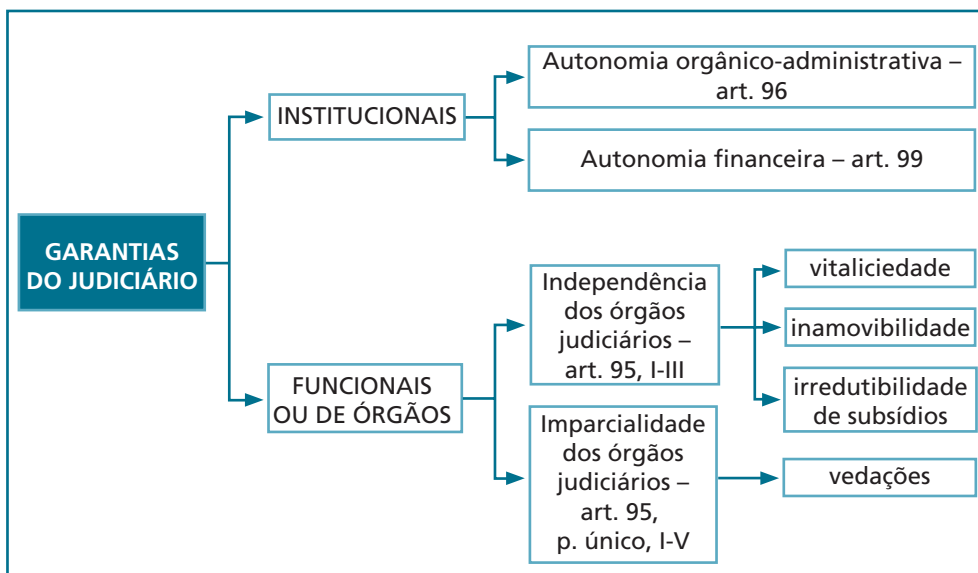 GARANTIAS
DO JUDICIÁRIO
INSTITUCIONAIS
Autonomia orgânico-administrativa –
art. 96
Autonomia financeira – art. 99
FUNCIONAIS
OU DE ÓRGÃOS
Independência
dos órgãos
judiciários –
art. 95, I-III
vitaliciedade
inamovibilidade
irredutibilidade
de subsídios
Imparcialidade
dos órgãos
judiciários –
art. 95,
p. único, I-V
vedações